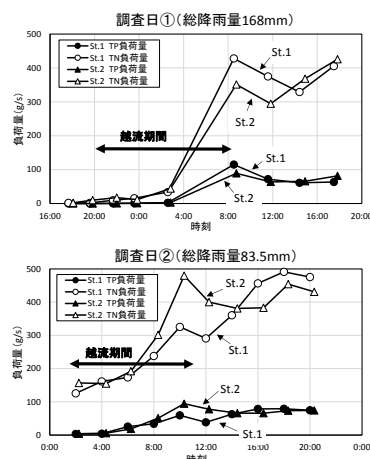 調査日①(総降雨量168mm)
負荷量(g/s)
500
400
300
200
100
0
St.1 TP負荷量
St.1 TN負荷量
St.2 TP負荷量
St.2 TN負荷量
越流期間
St.1
St.2
St.1
St.2
16:00 20:00 0:00 4:00 8:00 12:00 16:00 20:00
時刻
調査日②(総降雨量83.5mm)
負荷量(g/s)
500
400
300
200
100
0
St.1 TP負荷量
St.1 TN負荷量
St.2 TP負荷量
St.2 TN負荷量
越流期間
St.2
St.1
St.2
St.1
0:00 4:00 8:00 12:00 16:00 20:00 0:00
時刻